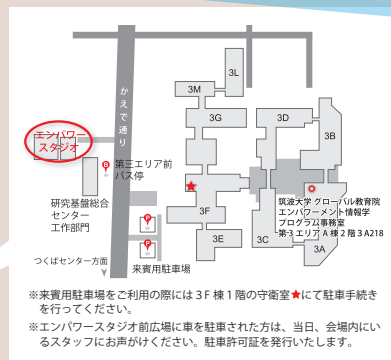 3L
3M
3G
3D
3B
かえで通り
エンパワー
スタジオ
B
第三エリア前
バス停
研究基盤総合
センター
工作部門
P
P
3F
3E
3C
3A
筑波大学 グローバル教育院
エンパワーメント情報学
プログラム事務室
第3エリア A 棟 2 階 3A218
つくばセンター方面
来賓用駐車場
※来賓用駐車場をご利用の際には 3F 棟 1 階の守衛室★にて駐車手続き
を行ってください。
※エンパワースタジオ前広場に車を駐車された方は、当日、会場内にい
るスタッフにお声がけください。駐車許可証を発行いたします。